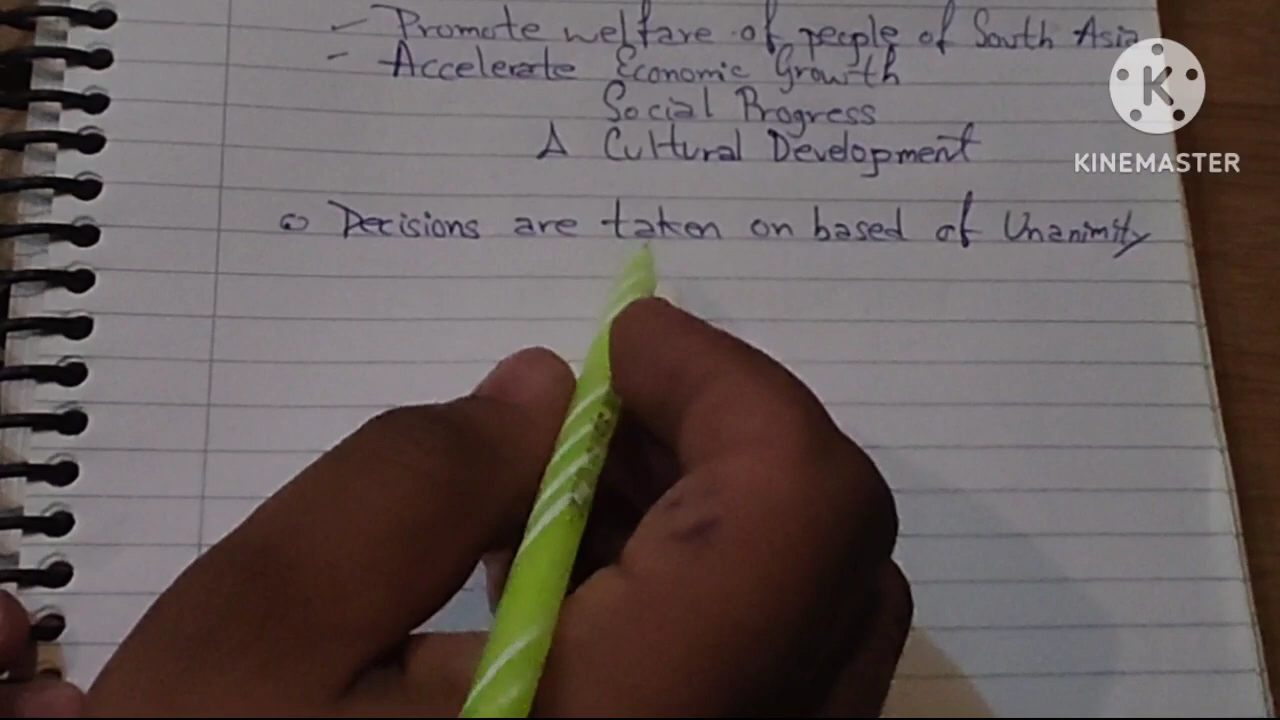 - Promote welfare of people of South Asia
- Accelerate Economic Growth
Social Progress
& Cultural Development
K
KINEMASTER
Decisions are taken on based of Unanimity